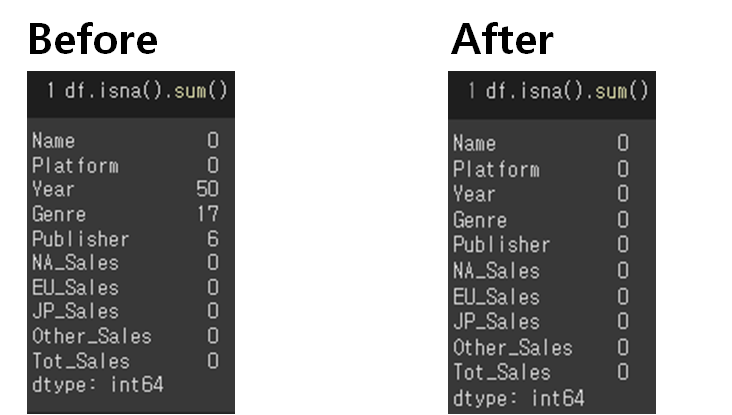 Before
1 df.isna().sum()
Name 0
Platform 0
Year 50
Genre 17
Publisher 6
NA_Sales 0
EU_Sales 0
JP_Sales 0
Other_Sales 0
Tot_Sales 0
dtype: int64
After
1 df.isna().sum()
Name 0
Platform 0
Year 0
Genre 0
Publisher 0
NA_Sales 0
EU_Sales 0
JP_Sales 0
Other_Sales 0
Tot_Sales 0
dtype: int64